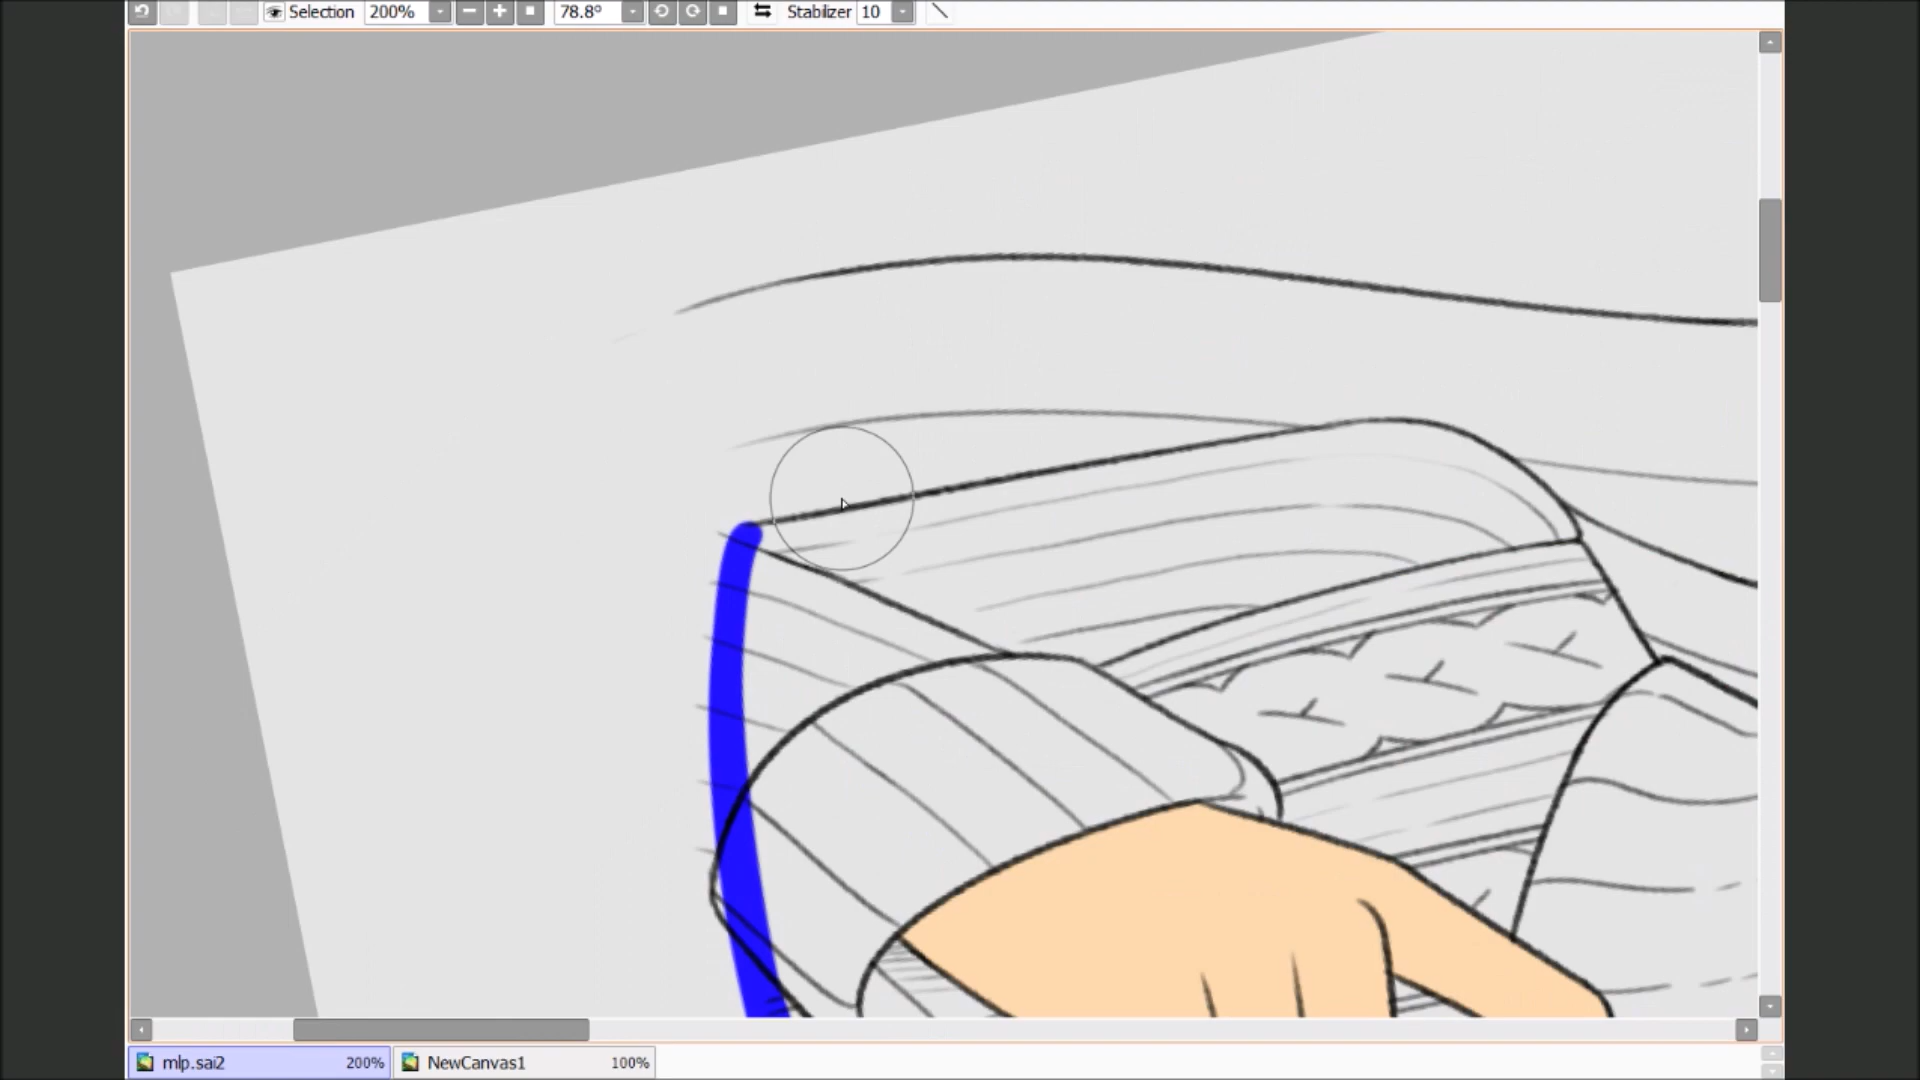 Selection 200% 78.8° Stabilizer 10
mlp.sai2 200% NewCanvas1 100%